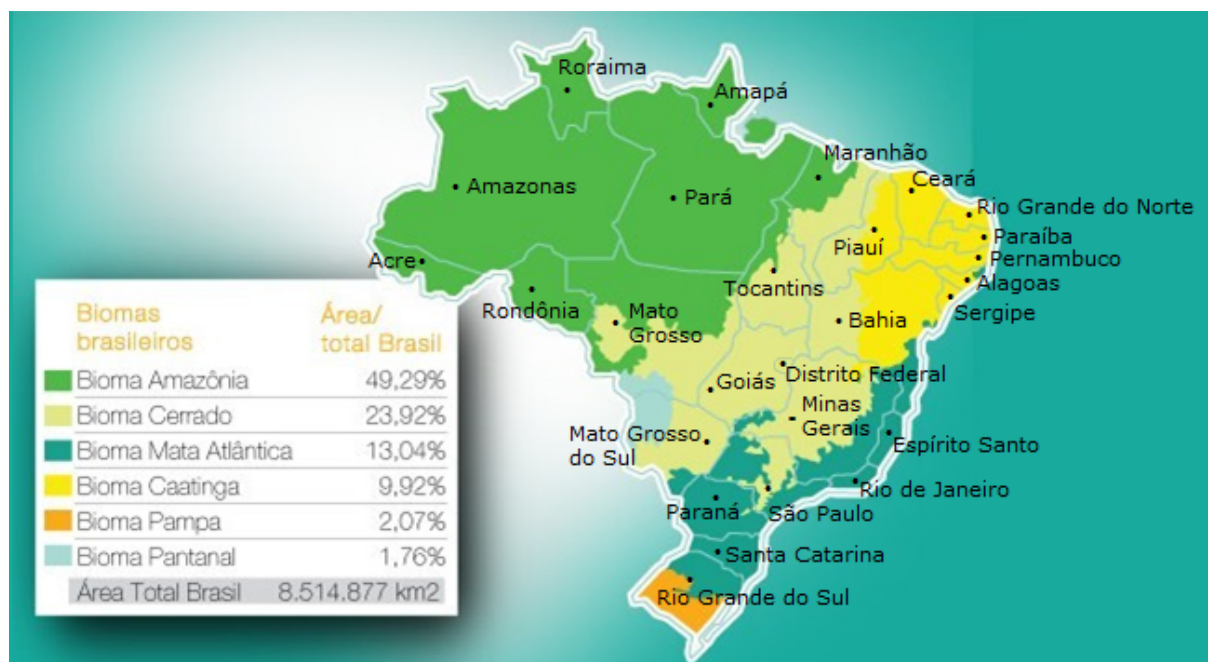 Roraima
Amapá
Maranhão
Ceará
Amazonas
Pará
Rio Grande do Norte
Piauí
Paraíba
Pernambuco
Acre
Tocantins
Alagoas
Rondônia
Mato
Grosso
Bahia
Sergipe
Goiás
Distrito Federal
Minas
Gerais
Mato Grosso
do Sul
Espírito Santo
Rio de Janeiro
Paraná
São Paulo
Santa Catarina
Rio Grande do Sul
Biomas
brasileiros
Área/
total Brasil
Bioma Amazônia 49,29%
Bioma Cerrado 23,92%
Bioma Mata Atlântica 13,04%
Bioma Caatinga 9,92%
Bioma Pampa 2,07%
Bioma Pantanal 1,76%
Área Total Brasil 8.514.877 km2